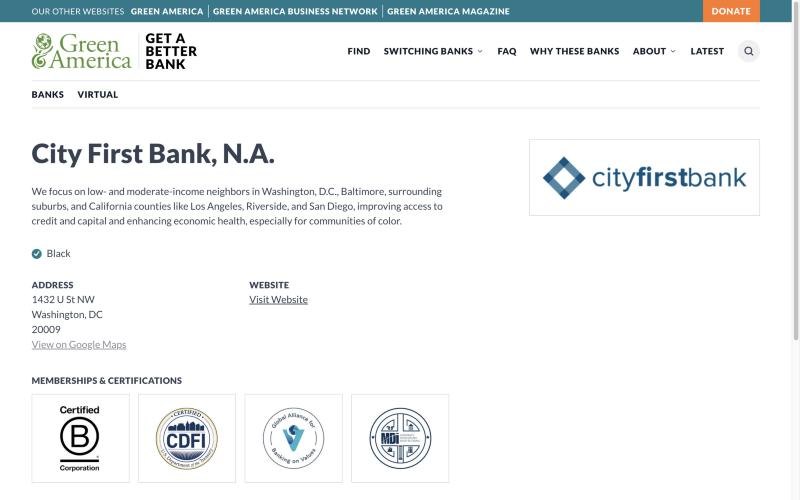 OUR OTHER WEBSITES GREEN AMERICA GREEN AMERICA BUSINESS NETWORK GREEN AMERICA MAGAZINE DONATE
Green America
GET A BETTER BANK
FIND SWITCHING BANKS FAQ WHY THESE BANKS ABOUT LATEST
BANKS VIRTUAL
City First Bank, N.A.
cityfirstbank
We focus on low- and moderate-income neighbors in Washington, D.C., Baltimore, surrounding
suburbs, and California counties like Los Angeles, Riverside, and San Diego, improving access to
credit and capital and enhancing economic health, especially for communities of color.
Black
ADDRESS
1432 U St NW
Washington, DC
20009
View on Google Maps
WEBSITE
Visit Website
MEMBERSHIPS & CERTIFICATIONS
Certified
B
Corporation
CERTIFIED
CDFI
U.S. Department of the Treasury
Global Alliance for
Banking on Values
MDI